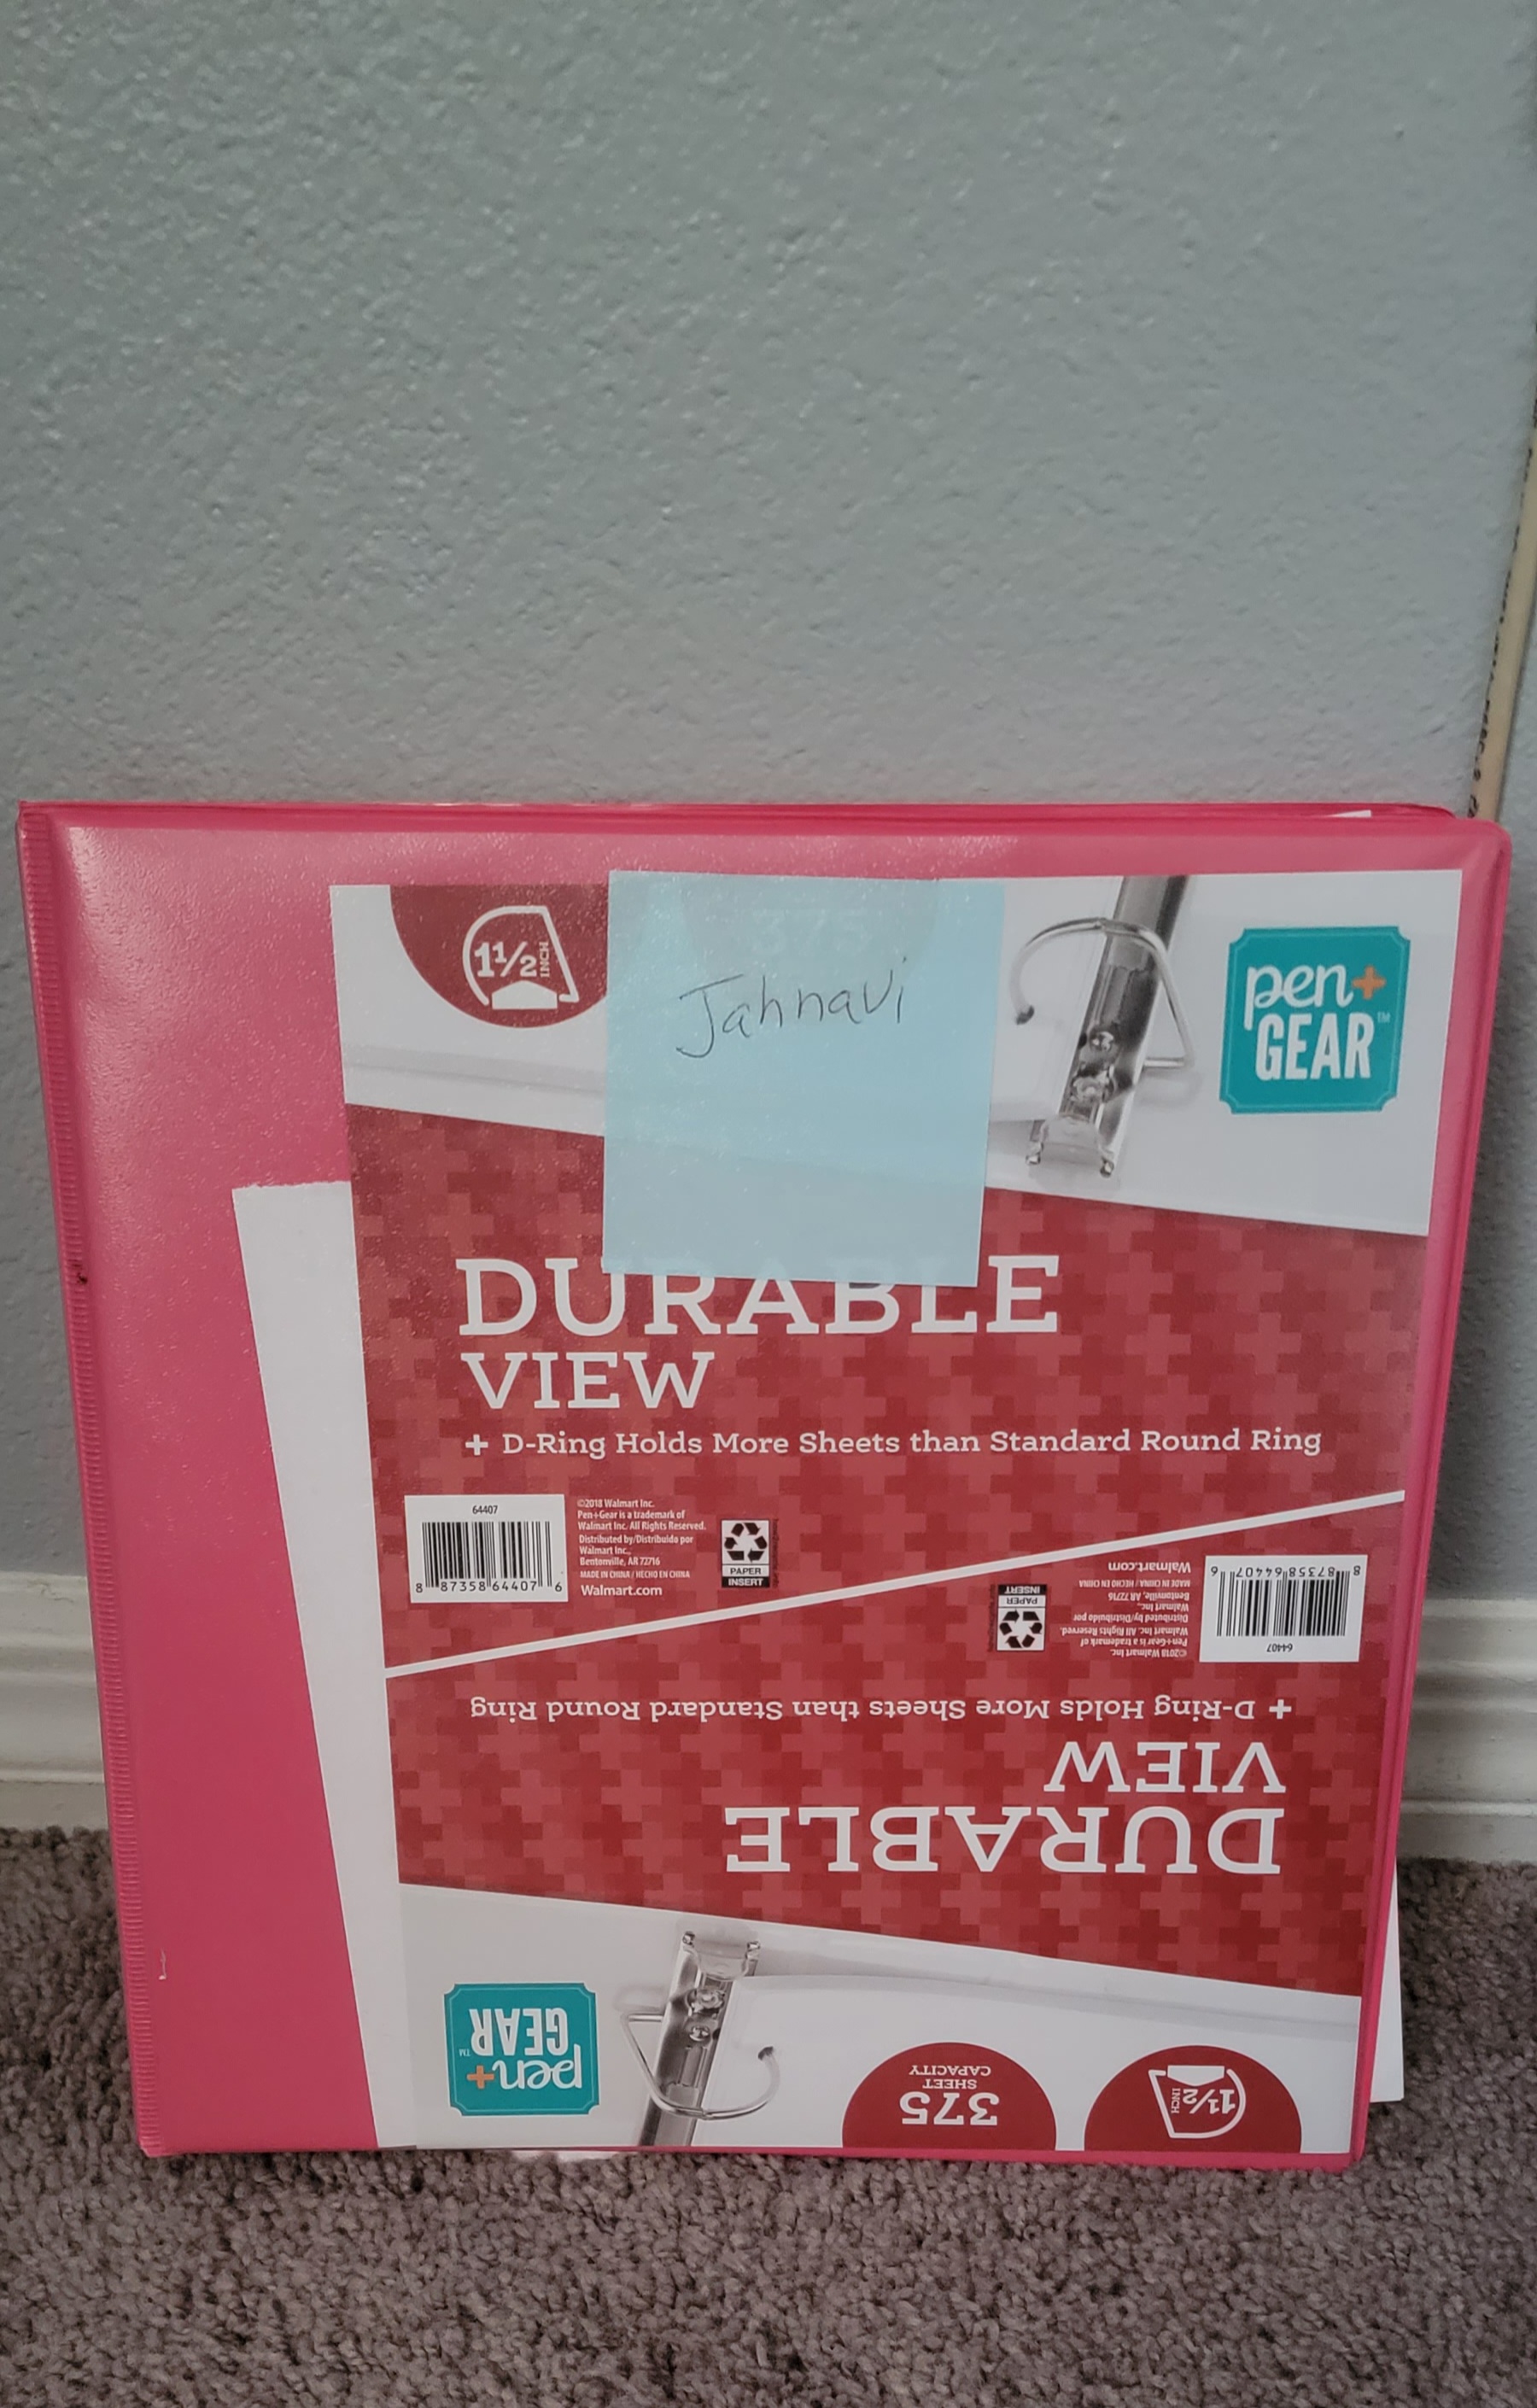 1 1/2 INCH
Jahnavi
pen+
GEAR™
DURABLE
VIEW
+ D-Ring Holds More Sheets than Standard Round Ring
64407
8 87358 64407 6
©2018 Walmart Inc.
Pen+Gear is a trademark of
Walmart Inc. All Rights Reserved.
Distributed by/Distribuido por
Walmart Inc.,
Bentonville, AR 72716
MADE IN CHINA / HECHO EN CHINA
Walmart.com
PAPER
INSERT
64407
8 87358 64407 6
©2018 Walmart Inc.
Pen+Gear is a trademark of
Walmart Inc. All Rights Reserved.
Distributed by/Distribuido por
Walmart Inc.,
Bentonville, AR 72716
MADE IN CHINA / HECHO EN CHINA
Walmart.com
PAPER
INSERT
+ D-Ring Holds More Sheets than Standard Round Ring
VIEW
DURABLE
pen+
GEAR™
375
SHEET
CAPACITY
1 1/2 INCH